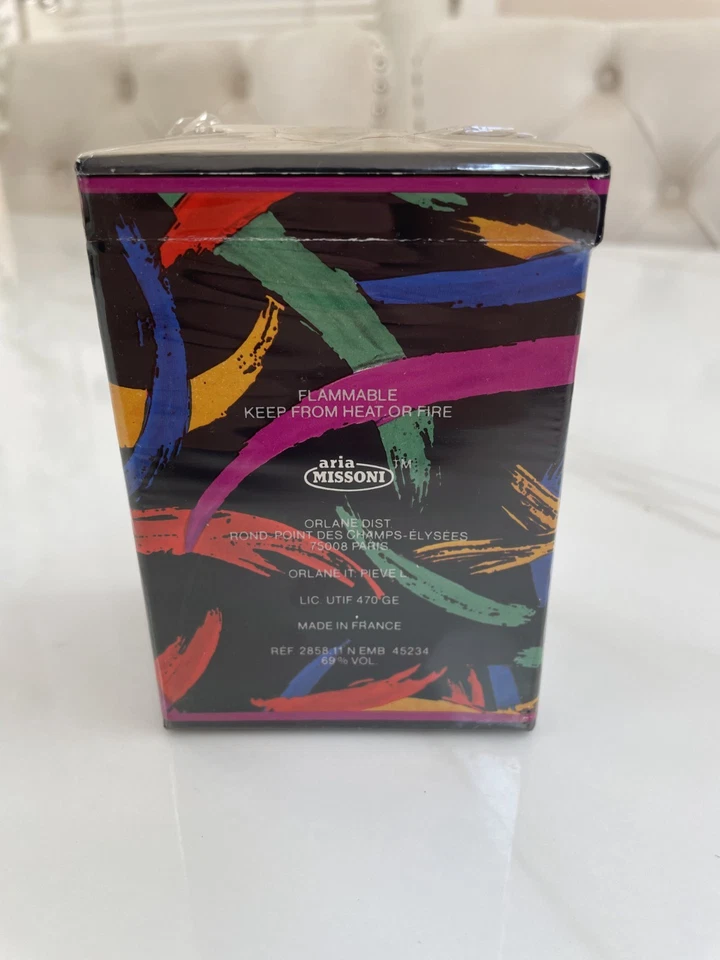 FLAMMABLE
KEEP FROM HEAT OR FIRE
aria TM
MISSONI
ORLANE DIST.
ROND-POINT DES CHAMPS-ÉLYSÉES
75008 PARIS
ORLANE IT. PIEVE L.
LIC. UTIF 470 GE
MADE IN FRANCE
RÉF. 2858.11 N EMB 45234
69% VOL.